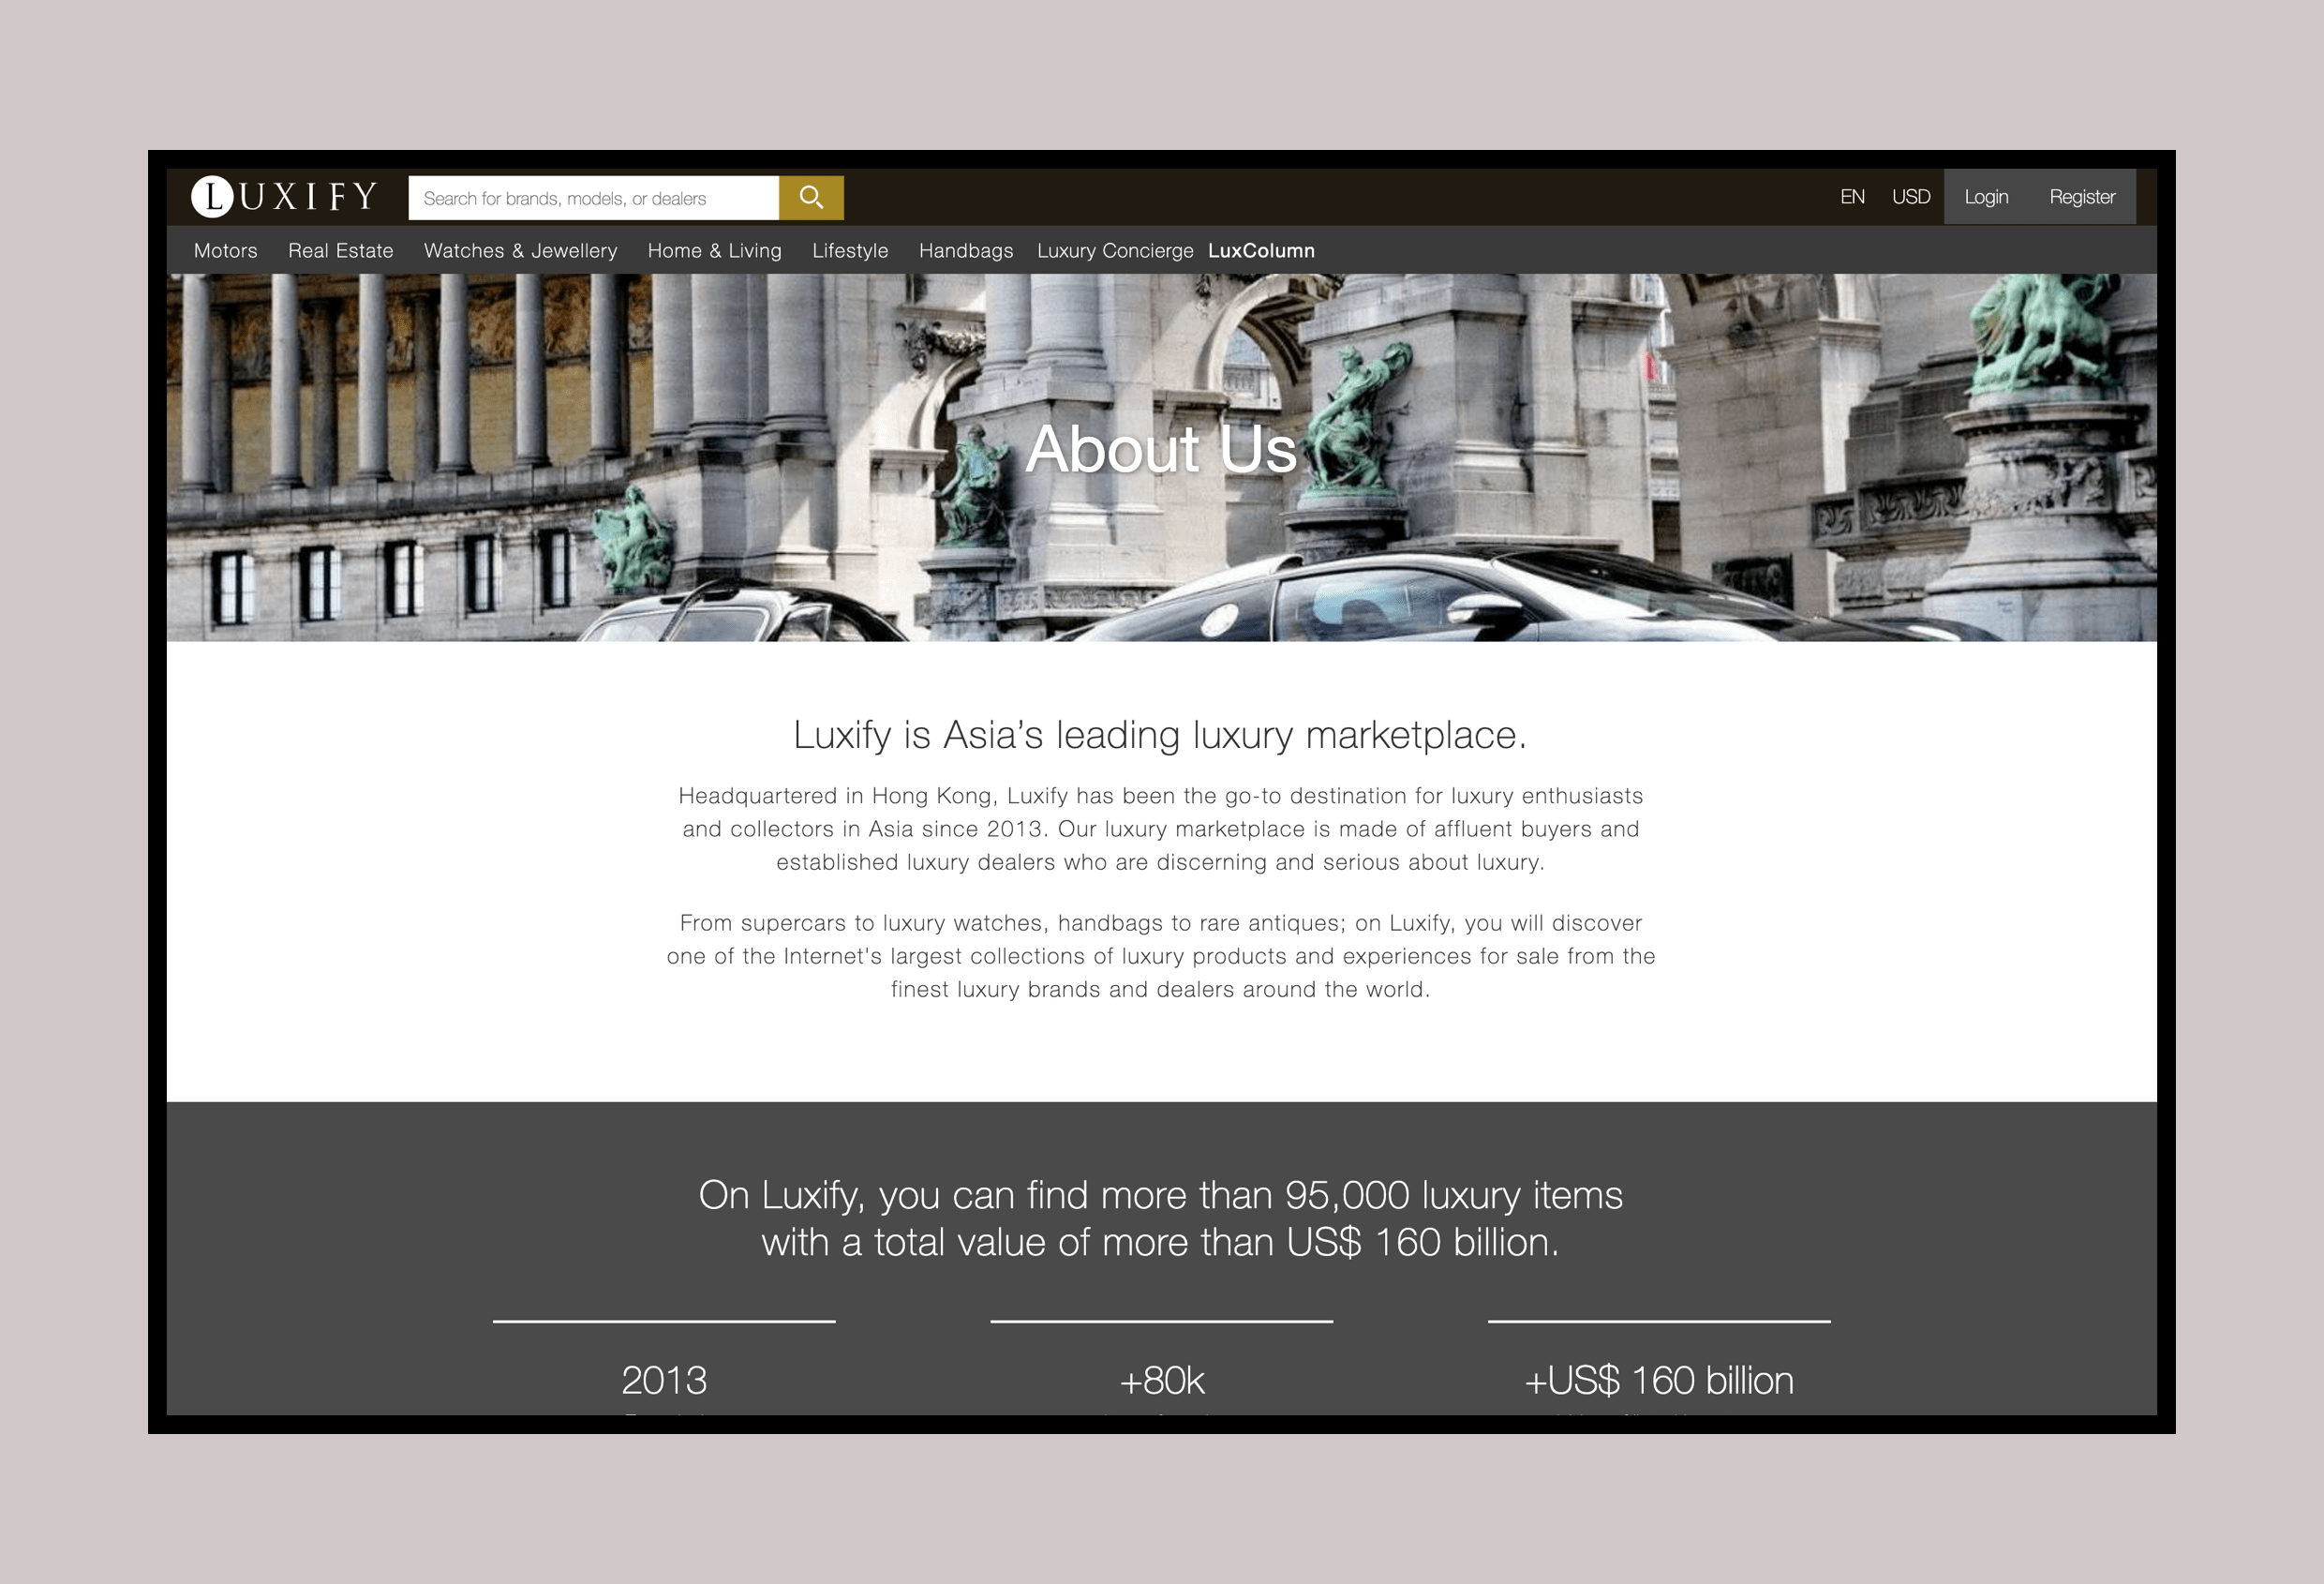 LUXIFY
Search for brands, models, or dealers
EN USD Login Register
Motors Real Estate Watches & Jewellery Home & Living Lifestyle Handbags Luxury Concierge LuxColumn
About Us
Luxify is Asia’s leading luxury marketplace.
Headquartered in Hong Kong, Luxify has been the go-to destination for luxury enthusiasts
and collectors in Asia since 2013. Our luxury marketplace is made of affluent buyers and
established luxury dealers who are discerning and serious about luxury.
From supercars to luxury watches, handbags to rare antiques; on Luxify, you will discover
one of the Internet's largest collections of luxury products and experiences for sale from the
finest luxury brands and dealers around the world.
On Luxify, you can find more than 95,000 luxury items
with a total value of more than US$ 160 billion.
2013 +80k +US$ 160 billion